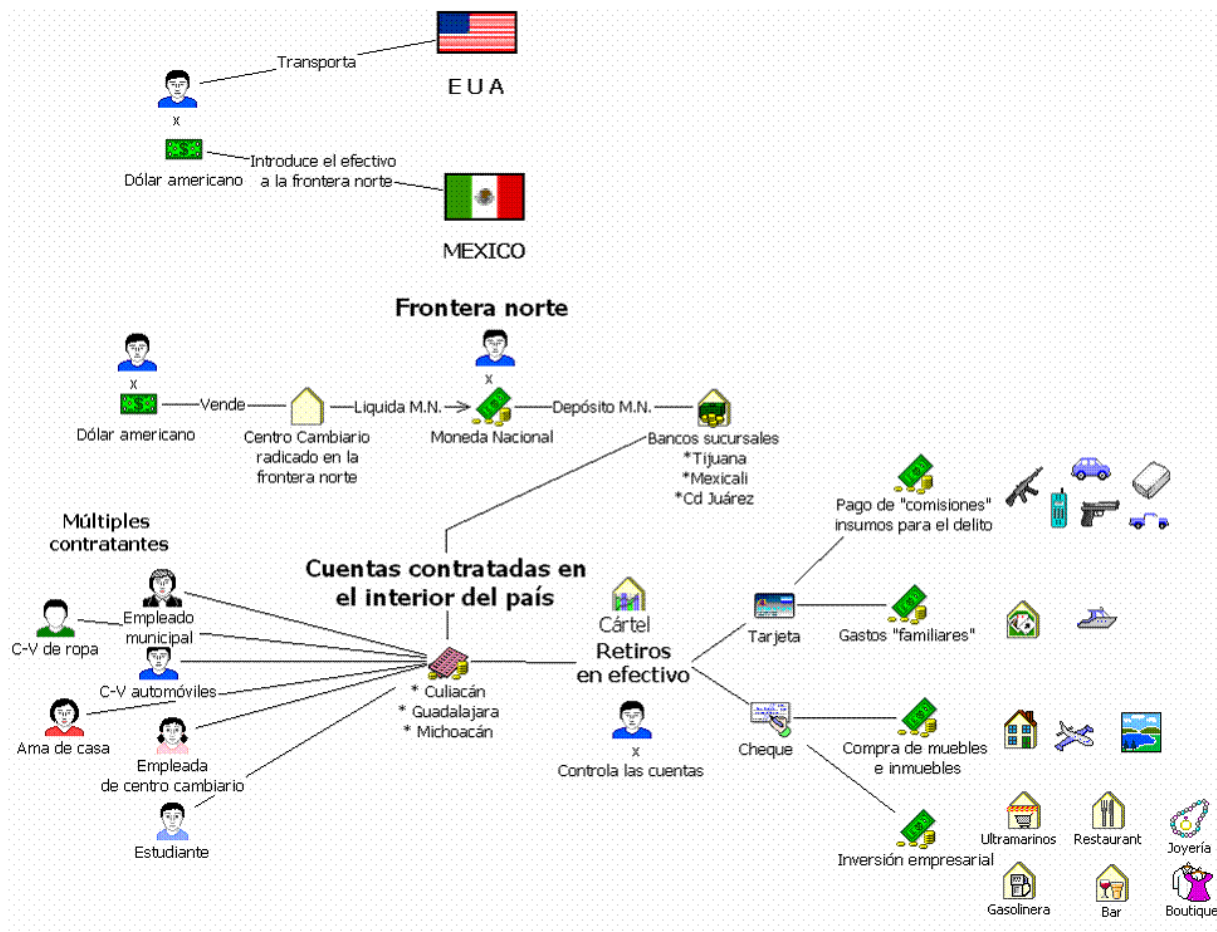 Transporta
E U A
x
Introduce el efectivo
a la frontera norte
Dólar americano
MEXICO
Frontera norte
x
x
Vende
Liquida M.N.
Depósito M.N.
Dólar americano
Centro Cambiario
radicado en la
frontera norte
Moneda Nacional
Bancos sucursales
*Tijuana
*Mexicali
*Cd Juárez
Pago de "comisiones"
insumos para el delito
Múltiples
contratantes
Cuentas contratadas en
el interior del país
Empleado
municipal
C-V de ropa
C-V automóviles
Ama de casa
Empleada
de centro cambiario
Estudiante
* Culiacán
* Guadalajara
* Michoacán
Cártel
Retiros
en efectivo
x
Controla las cuentas
Tarjeta
Gastos "familiares"
Cheque
Compra de muebles
e inmuebles
Inversión empresarial
Ultramarinos
Restaurant
Joyería
Gasolinera
Bar
Boutique